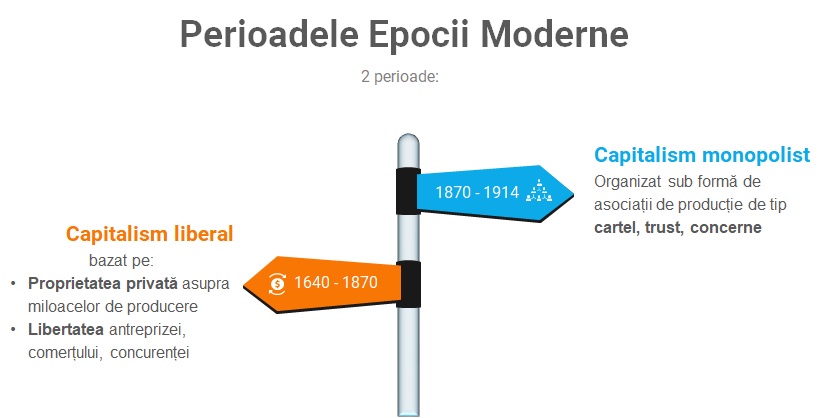 Perioadele Epocii Moderne
2 perioade:
Capitalism monopolist
1870 - 1914
Organizat sub formă de
asociații de producție de tip
cartel, trust, concerne
Capitalism liberal
bazat pe:
1640 - 1870
• Proprietatea privată asupra
miloacelor de producere
• Libertatea antreprizei,
comerțului, concurenței